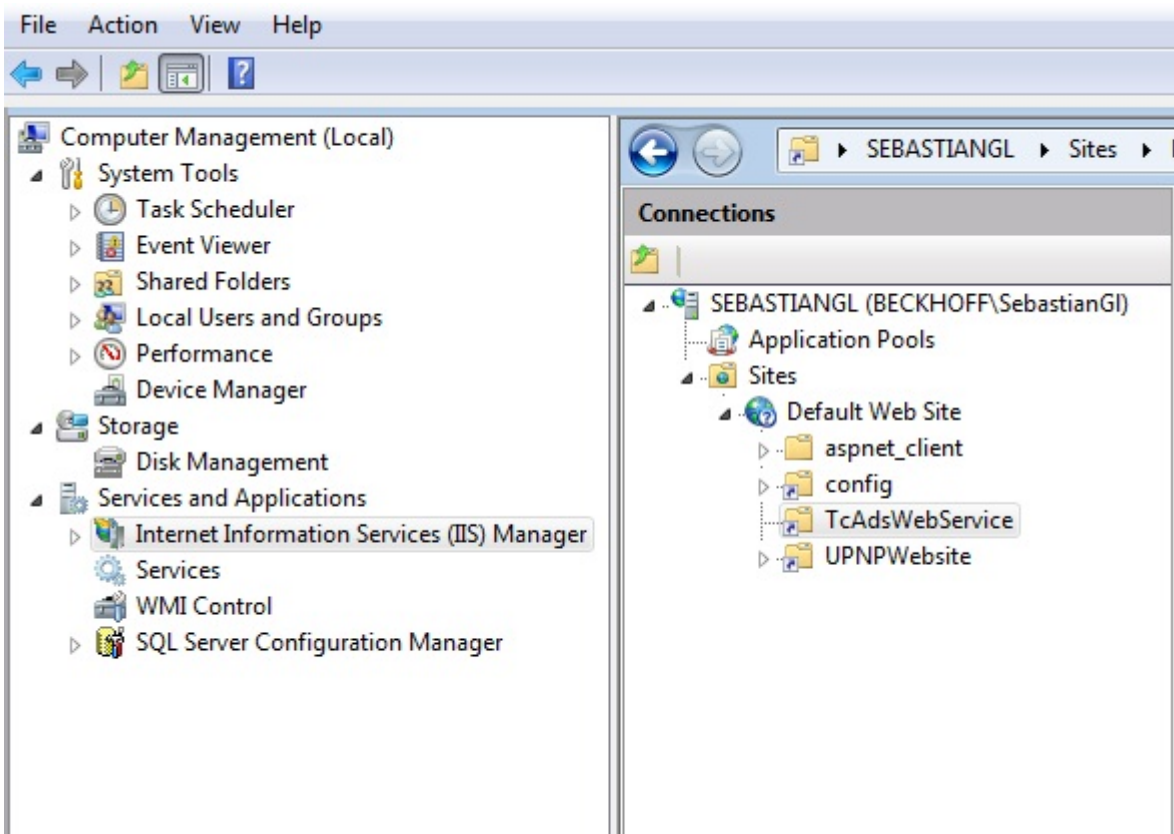 File Action View Help
Computer Management (Local)
System Tools
Task Scheduler
Event Viewer
Shared Folders
Local Users and Groups
Performance
Device Manager
Storage
Disk Management
Services and Applications
Internet Information Services (IIS) Manager
Services
WMI Control
SQL Server Configuration Manager
SEBASTIANGL Sites
Connections
SEBASTIANGL (BECKHOFF\SebastianGl)
Application Pools
Sites
Default Web Site
aspnet_client
config
TcAdsWebService
UPNPWebsite